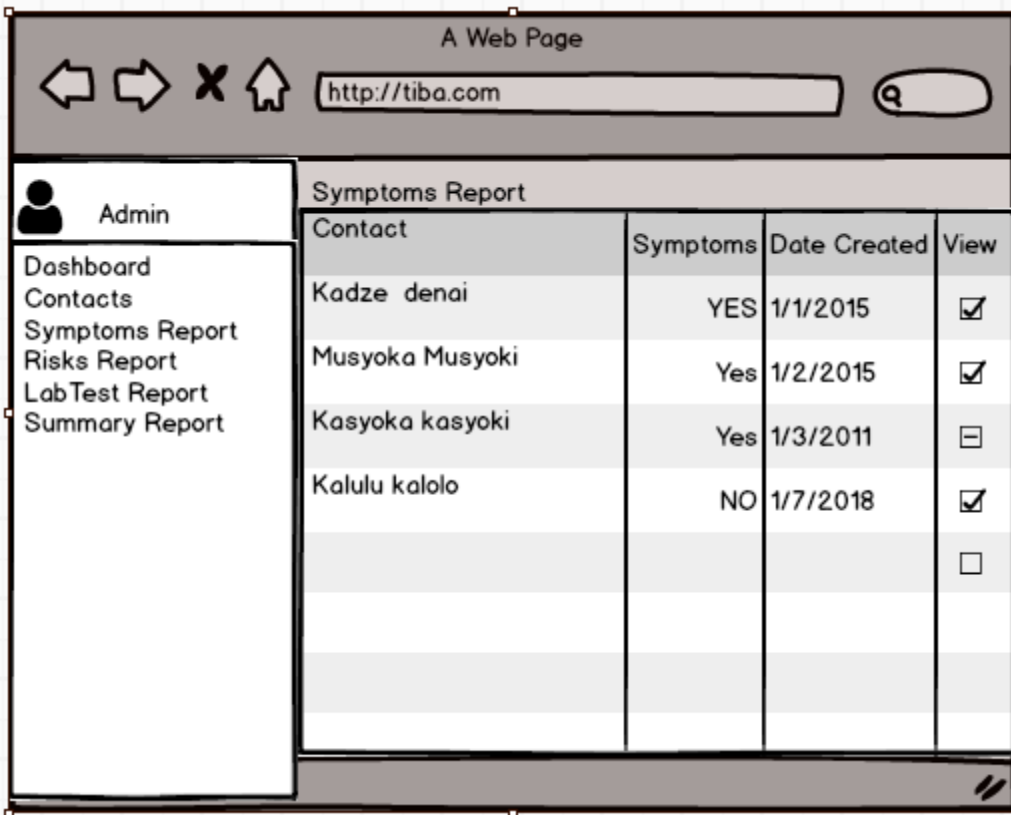 A Web Page
http://tiba.com
Admin
Dashboard
Contacts
Symptoms Report
Risks Report
LabTest Report
Summary Report
Symptoms Report
Contact Symptoms Date Created View
Kadze denai YES 1/1/2015
Musyoka Musyoki Yes 1/2/2015
Kasyoka kasyoki Yes 1/3/2011
Kalulu kalolo NO 1/7/2018